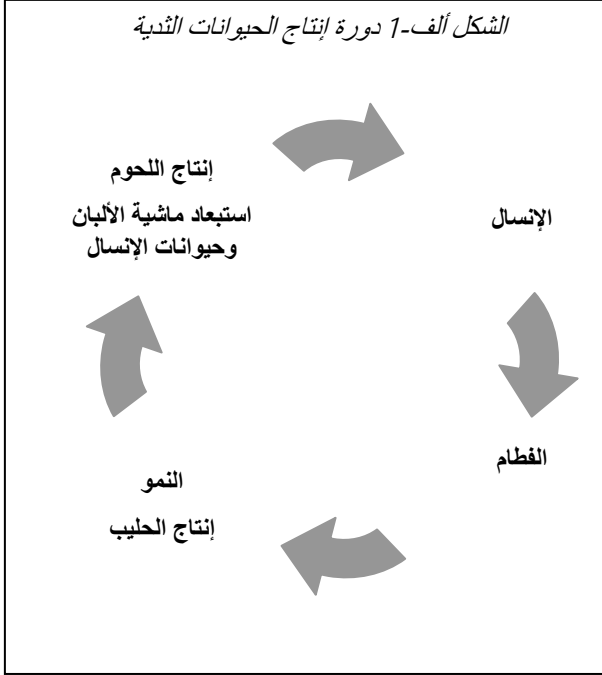 الشكل ألف-1 دورة إنتاج الحيوانات الثدية
إنتاج اللحوم
استبعاد ماشية الألبان
وحيوانات الإنسال
الإنسال
الفطام
النمو
إنتاج الحليب